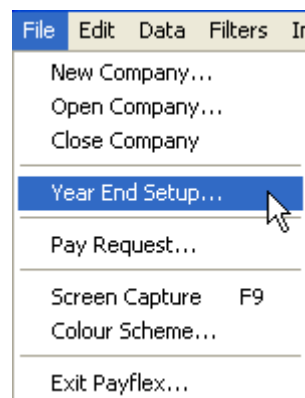 File Edit Data Filters
New Company...
Open Company...
Close Company
Year End Setup...
Pay Request...
Screen Capture F9
Colour Scheme...
Exit Payflex...